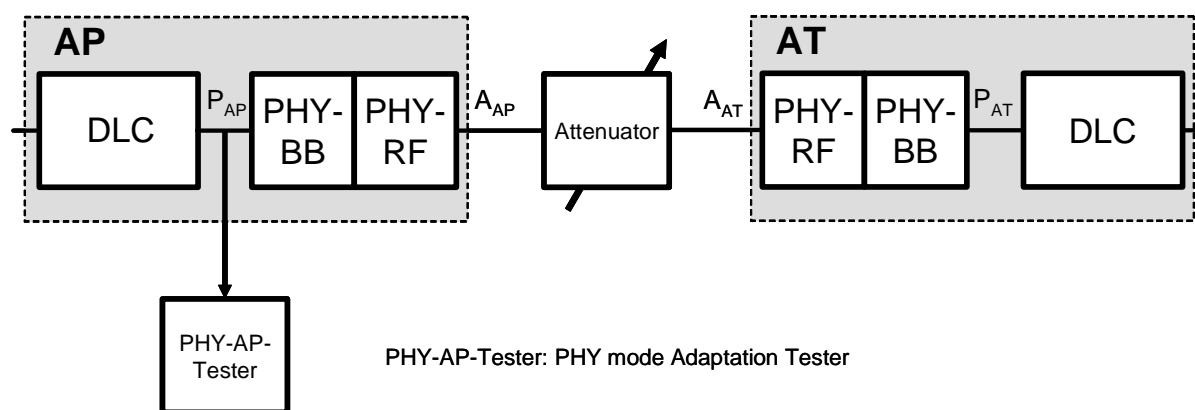 AP
AT
DLC
P_AP
PHY-
BB
PHY-
RF
A_AP
Attenuator
A_AT
PHY-
RF
PHY-
BB
P_AT
DLC
PHY-AP-
Tester
PHY-AP-Tester: PHY mode Adaptation Tester